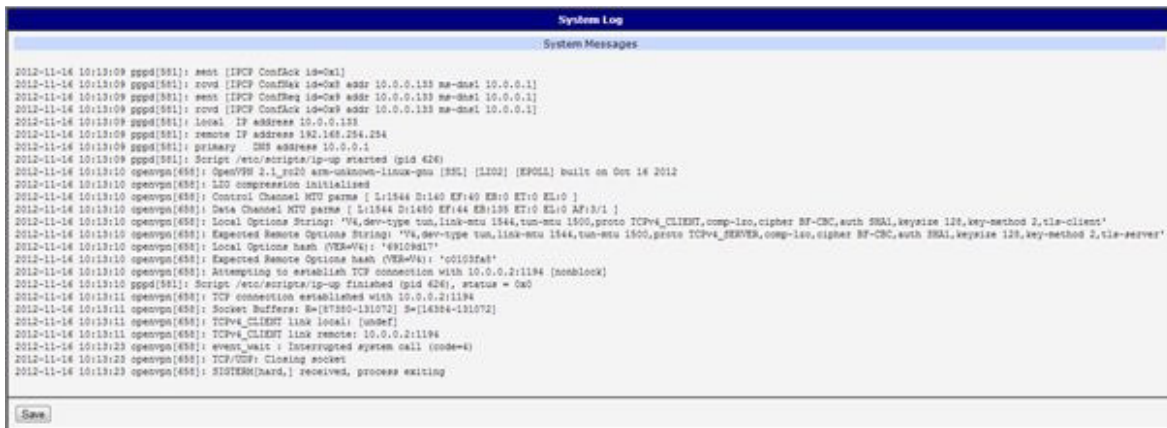 System Log
System Messages
2012-11-16 10:13:09 pppd[581]: sent [IPCP ConfAck id=0x1]
2012-11-16 10:13:09 pppd[581]: rcvd [IPCP ConfNak id=0x8 addr 10.0.0.133 ms-dns1 10.0.0.1]
2012-11-16 10:13:09 pppd[581]: sent [IPCP ConfReq id=0x9 addr 10.0.0.133 ms-dns1 10.0.0.1]
2012-11-16 10:13:09 pppd[581]: rcvd [IPCP ConfAck id=0x9 addr 10.0.0.133 ms-dns1 10.0.0.1]
2012-11-16 10:13:09 pppd[581]: local IP address 10.0.0.133
2012-11-16 10:13:09 pppd[581]: remote IP address 192.168.254.254
2012-11-16 10:13:09 pppd[581]: primary DNS address 10.0.0.1
2012-11-16 10:13:09 pppd[581]: Script /etc/scripts/ip-up started (pid 626)
2012-11-16 10:13:10 openvpn[658]: OpenVPN 2.1_rc20 arm-unknown-linux-gnu [SSL] [LZO2] [EPOLL] built on Oct 16 2012
2012-11-16 10:13:10 openvpn[658]: LZO compression initialized
2012-11-16 10:13:10 openvpn[658]: Control Channel MTU parms [ L:1544 D:140 EF:40 EB:0 ET:0 EL:0 ]
2012-11-16 10:13:10 openvpn[658]: Data Channel MTU parms [ L:1544 D:1450 EF:44 EB:135 ET:0 EL:0 AF:3/1 ]
2012-11-16 10:13:10 openvpn[658]: Local Options String: 'V4,dev-type tun,link-mtu 1544,tun-mtu 1500,proto TCPv4_CLIENT,comp-lzo,cipher BF-CBC,auth SHA1,keysize 128,key-method 2,tls-client'
2012-11-16 10:13:10 openvpn[658]: Expected Remote Options String: 'V4,dev-type tun,link-mtu 1544,tun-mtu 1500,proto TCPv4_SERVER,comp-lzo,cipher BF-CBC,auth SHA1,keysize 128,key-method 2,tls-server'
2012-11-16 10:13:10 openvpn[658]: Local Options hash (VER=V4): '69109d17'
2012-11-16 10:13:10 openvpn[658]: Expected Remote Options hash (VER=V4): 'c0103fa8'
2012-11-16 10:13:10 openvpn[658]: Attempting to establish TCP connection with 10.0.0.2:1194 [nonblock]
2012-11-16 10:13:10 pppd[581]: Script /etc/scripts/ip-up finished (pid 626), status = 0x0
2012-11-16 10:13:11 openvpn[658]: TCP connection established with 10.0.0.2:1194
2012-11-16 10:13:11 openvpn[658]: Socket Buffers: R=[87380-131072] S=[16384-131072]
2012-11-16 10:13:11 openvpn[658]: TCPv4_CLIENT link local: [undef]
2012-11-16 10:13:11 openvpn[658]: TCPv4_CLIENT link remote: 10.0.0.2:1194
2012-11-16 10:13:23 openvpn[658]: event_wait : Interrupted system call (code=4)
2012-11-16 10:13:23 openvpn[658]: TCP/UDP: Closing socket
2012-11-16 10:13:23 openvpn[658]: SIGTERM[hard,] received, process exiting
Save